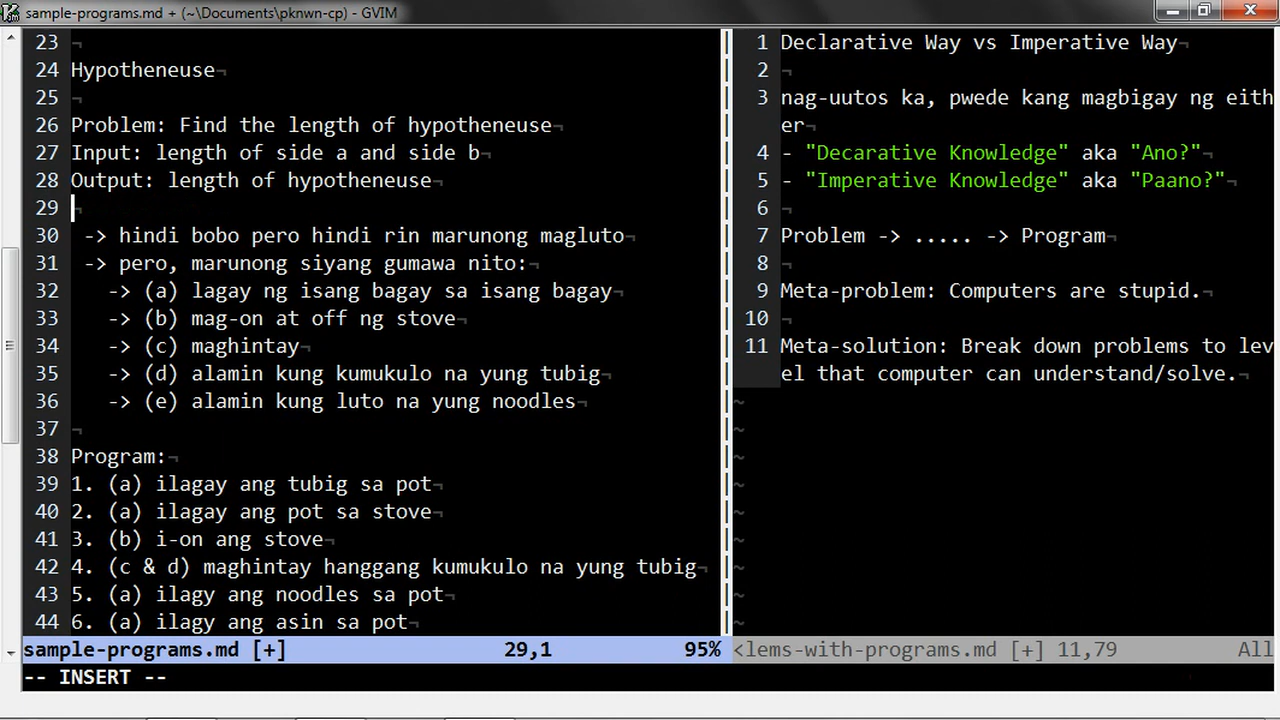 sample-programs.md + (~\Documents\pknwn-cp) - GVIM
23 ¬
24 Hypotheneuse¬
25 ¬
26 Problem: Find the length of hypotheneuse¬
27 Input: length of side a and side b¬
28 Output: length of hypotheneuse¬
29 ¬
30  -> hindi bobo pero hindi rin marunong magluto¬
31  -> pero, marunong siyang gumawa nito:¬
32    -> (a) lagay ng isang bagay sa isang bagay¬
33    -> (b) mag-on at off ng stove¬
34    -> (c) maghintay¬
35    -> (d) alamin kung kumukulo na yung tubig¬
36    -> (e) alamin kung luto na yung noodles¬
37 ¬
38 Program:¬
39 1. (a) ilagay ang tubig sa pot¬
40 2. (a) ilagay ang pot sa stove¬
41 3. (b) i-on ang stove¬
42 4. (c & d) maghintay hanggang kumukulo na yung tubig¬
43 5. (a) ilagy ang noodles sa pot¬
44 6. (a) ilagy ang asin sa pot¬
sample-programs.md [+] 29,1 95%
-- INSERT --
1 Declarative Way vs Imperative Way¬
2 ¬
3 nag-uutos ka, pwede kang magbigay ng eith
er¬
4 - "Decarative Knowledge" aka "Ano?"¬
5 - "Imperative Knowledge" aka "Paano?"¬
6 ¬
7 Problem -> ..... -> Program¬
8 ¬
9 Meta-problem: Computers are stupid.¬
10 ¬
11 Meta-solution: Break down problems to lev
el that computer can understand/solve.¬
~
~
~
~
~
~
~
~
~
<lems-with-programs.md [+] 11,79 All